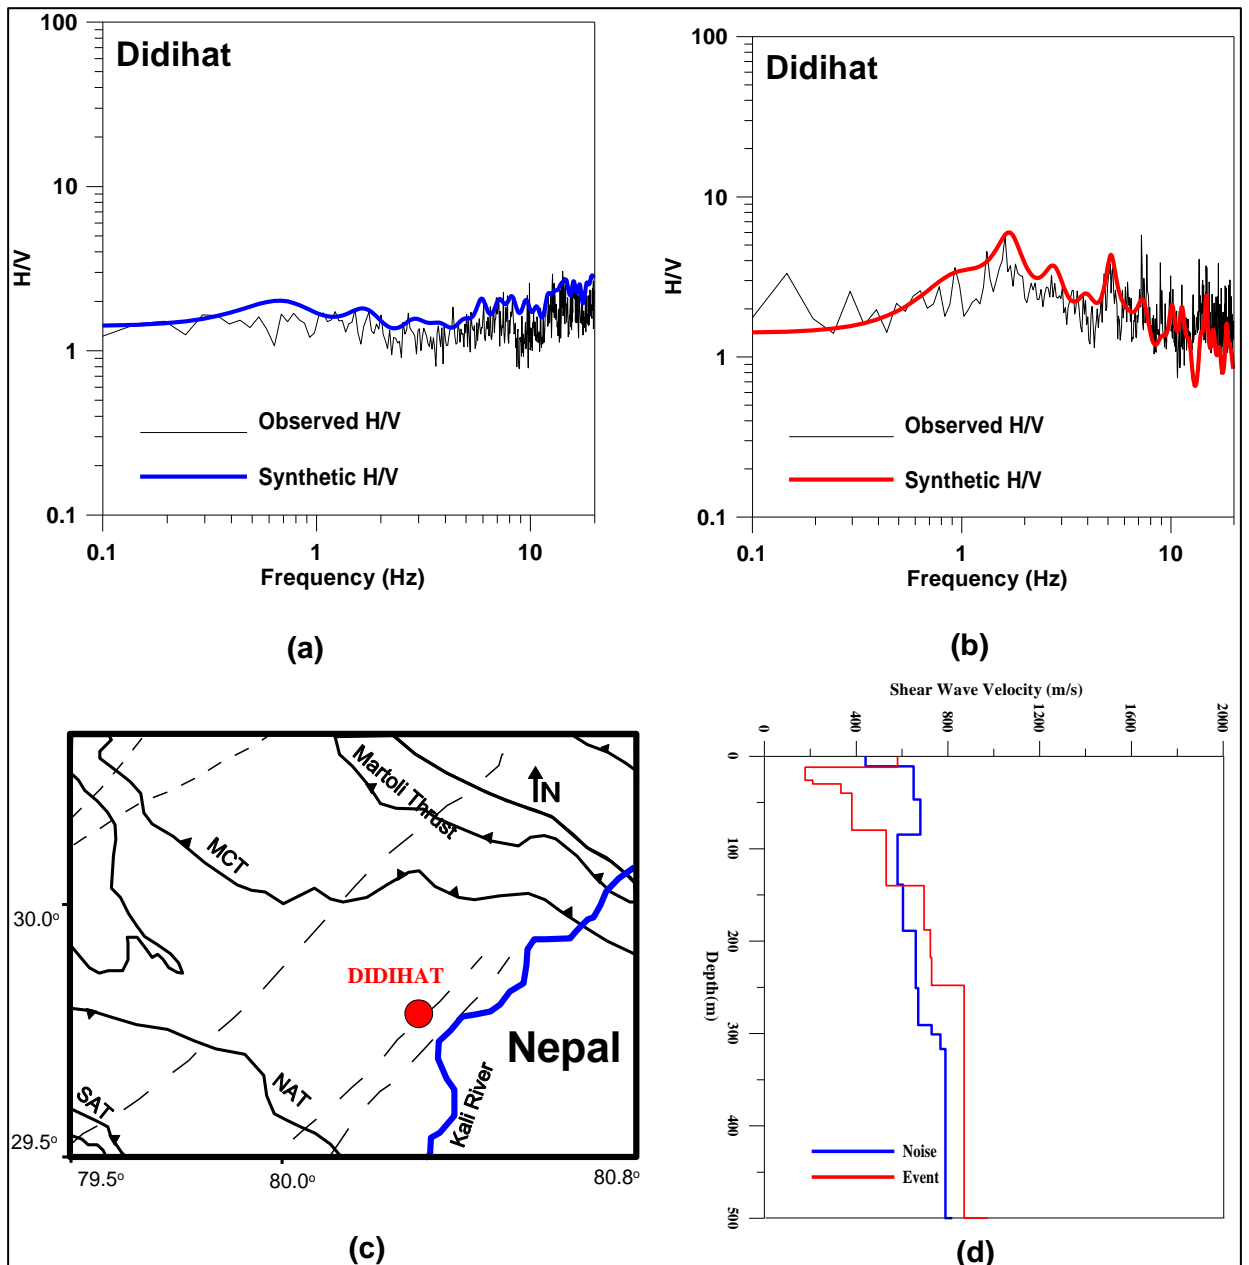 Didihat
100
10
1
0.1
H/V
Observed H/V
Synthetic H/V
0.1
1
10
Frequency (Hz)
(a)
Didihat
100
10
1
0.1
H/V
Observed H/V
Synthetic H/V
0.1
1
10
Frequency (Hz)
(b)
Martoli Thrust
N
MCT
30.0°
DIDIHAT
Nepal
NAT
SAT
Kali River
29.5°
79.5°
80.0°
80.8°
(c)
Shear Wave Velocity (m/s)
0
400
800
1200
1600
2000
0
100
200
300
400
500
Depth(m)
Noise
Event
(d)